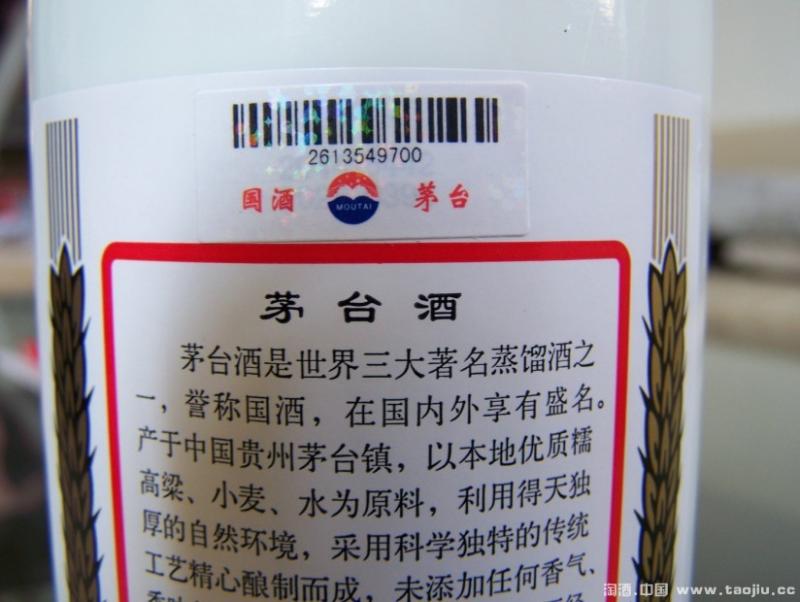 2613549700
国酒 MOUTAI 茅台
茅台酒
茅台酒是世界三大著名蒸馏酒之
一，誉称国酒，在国内外享有盛名。
产于中国贵州茅台镇，以本地优质糯
高粱、小麦、水为原料，利用得天独
厚的自然环境，采用科学独特的传统
工艺精心酿制而成，未添加任何香气、
淘酒.中国 www.taojiu.cc